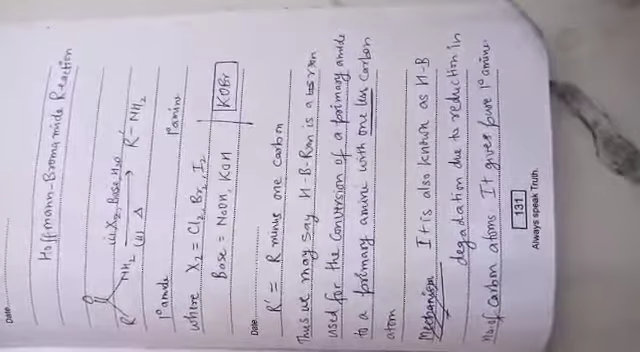 Date
Hoffmann-Bromamide Reaction
R NH2 (i) X2, Base, H2O (ii) Δ R'-NH2
1° amide 1° amine
where X2 = Cl2, Br2, I2
Base = NaOH, KOH KOBr
Date
R' = R minus one Carbon
Thus we may say H-B-Rxn is a rxn
used for the Conversion of a primary amide
to a primary amine with one less Carbon
atom
Mechanism It is also known as H-B
degradation due to reduction in
no. of Carbon atoms It gives pure 1° amine.
131
Always speak Truth.